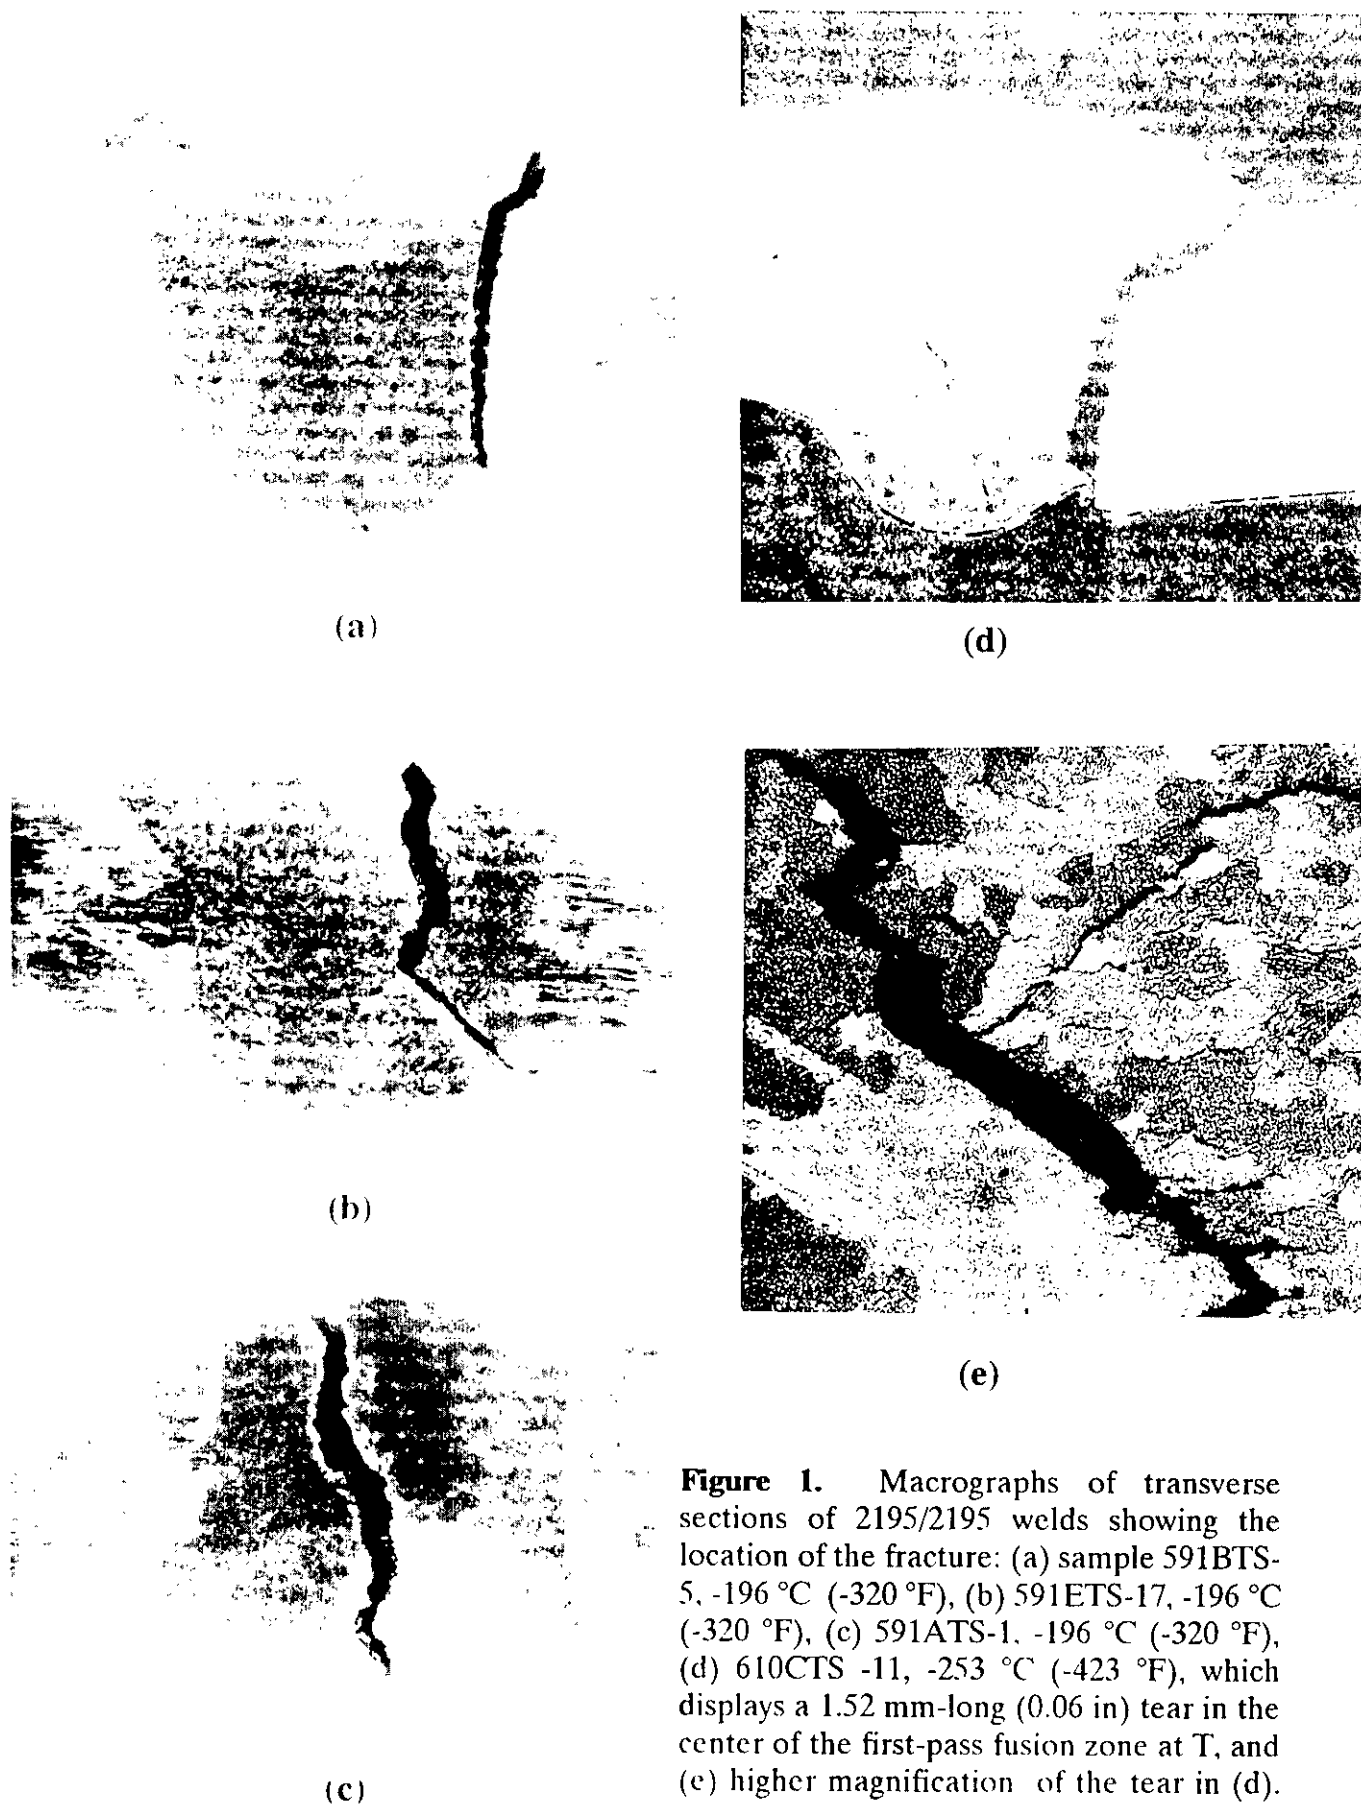 (a)
(d)
(b)
(e)
(c)
Figure 1. Macrographs of transverse
sections of 2195/2195 welds showing the
location of the fracture: (a) sample 591BTS-
5, -196 °C (-320 °F), (b) 591ETS-17, -196 °C
(-320 °F), (c) 591ATS-1, -196 °C (-320 °F),
(d) 610CTS -11, -253 °C (-423 °F), which
displays a 1.52 mm-long (0.06 in) tear in the
center of the first-pass fusion zone at T, and
(e) higher magnification of the tear in (d).